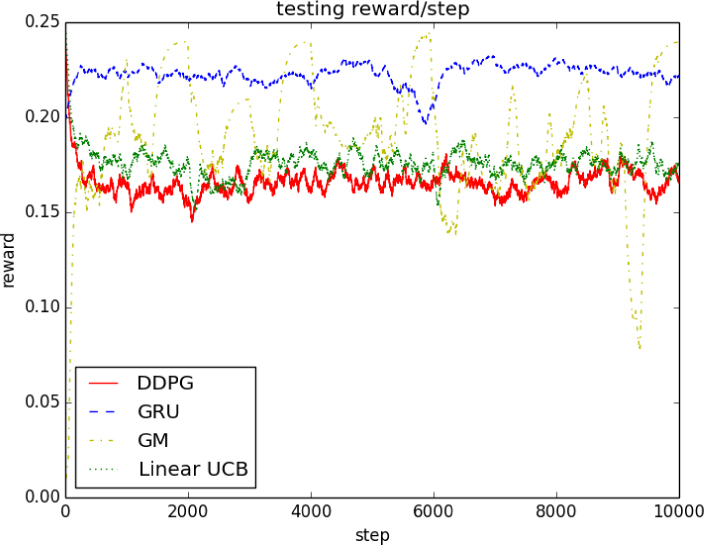 testing reward/step
0.25
0.20
0.15
0.10
0.05
0.00
reward
DDPG
GRU
GM
Linear UCB
0 2000 4000 6000 8000 10000
step